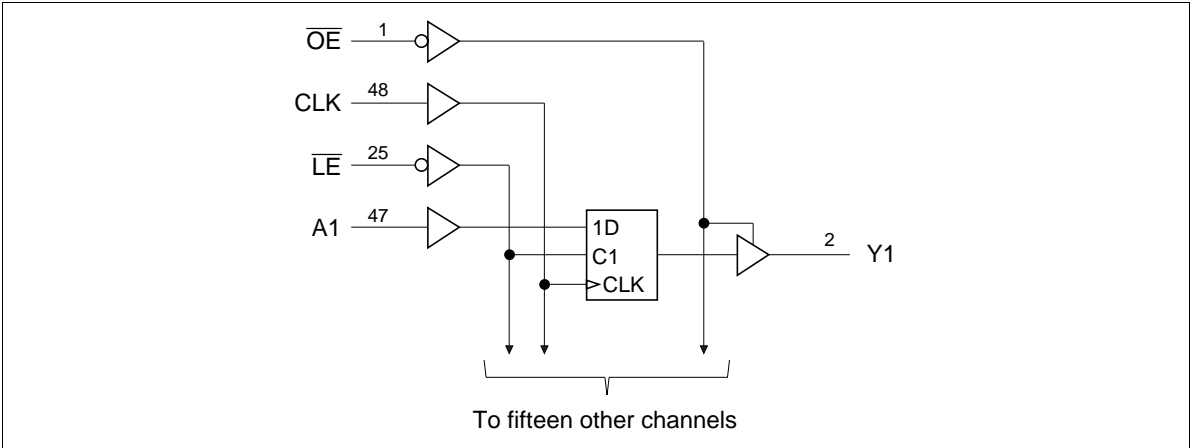 OE 1
CLK 48
LE 25
A1 47
1D
C1
CLK
2 Y1
To fifteen other channels